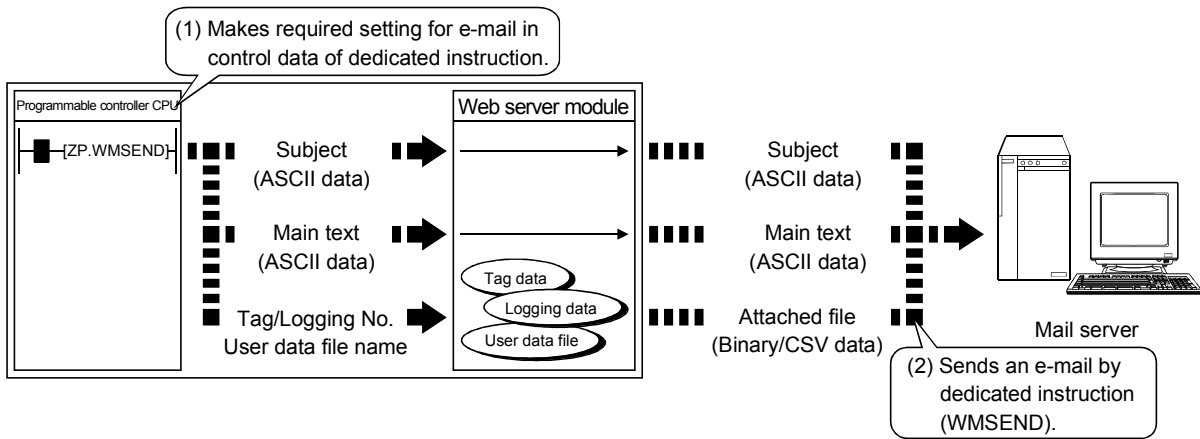 (1) Makes required setting for e-mail in
control data of dedicated instruction.
Programmable controller CPU
Web server module
[ZP.WMSEND]
Subject
(ASCII data)
Subject
(ASCII data)
Main text
(ASCII data)
Main text
(ASCII data)
Tag data
Logging data
User data file
Tag/Logging No.
User data file name
Attached file
(Binary/CSV data)
Mail server
(2) Sends an e-mail by
dedicated instruction
(WMSEND).